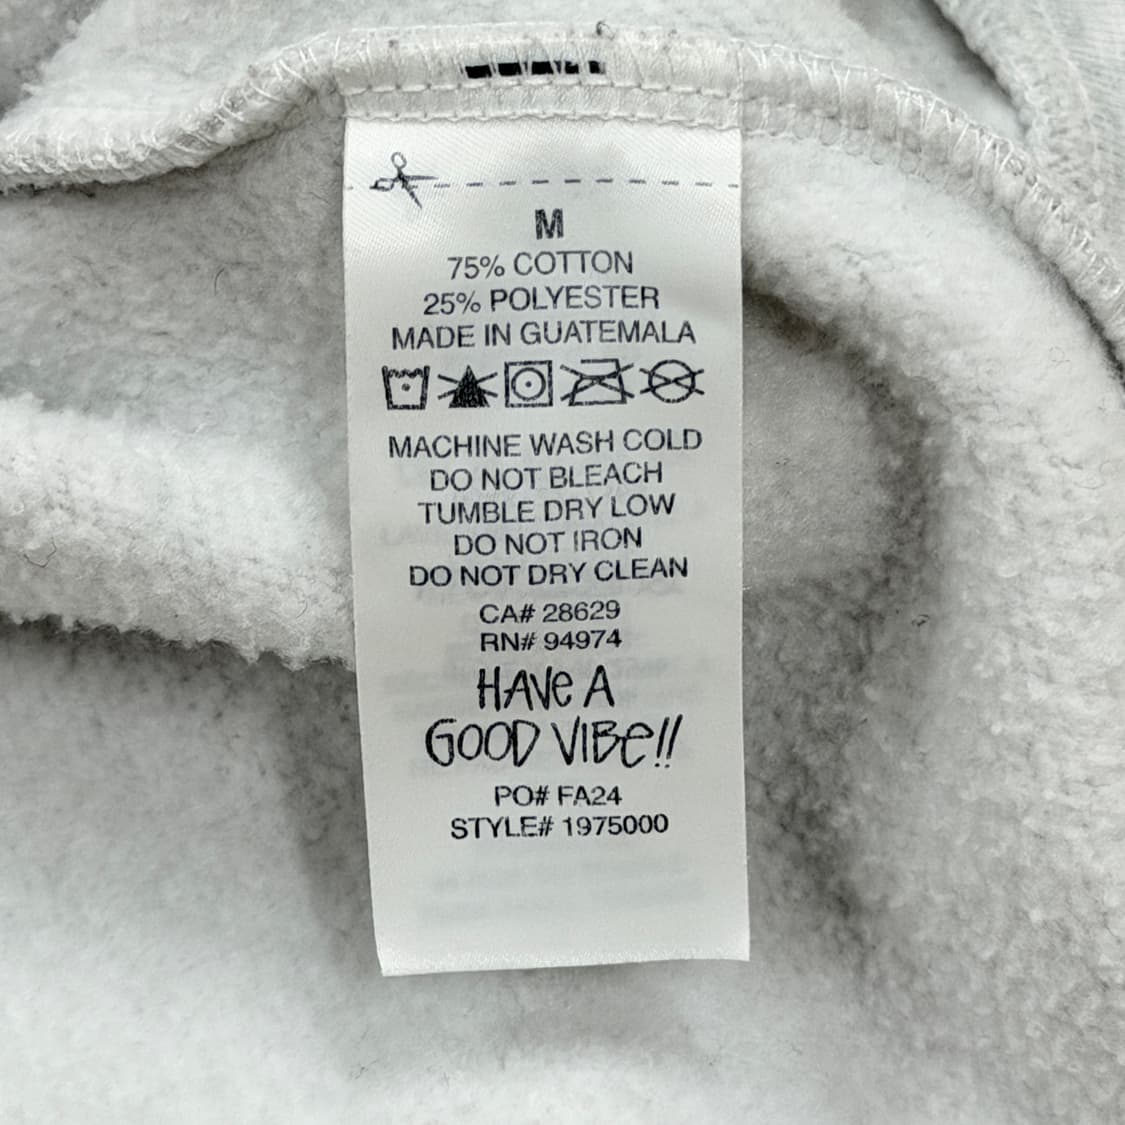 M
75% COTTON
25% POLYESTER
MADE IN GUATEMALA
MACHINE WASH COLD
DO NOT BLEACH
TUMBLE DRY LOW
DO NOT IRON
DO NOT DRY CLEAN
CA# 28629
RN# 94974
HAVe A
GOOD VIBe!!
PO# FA24
STYLE# 1975000